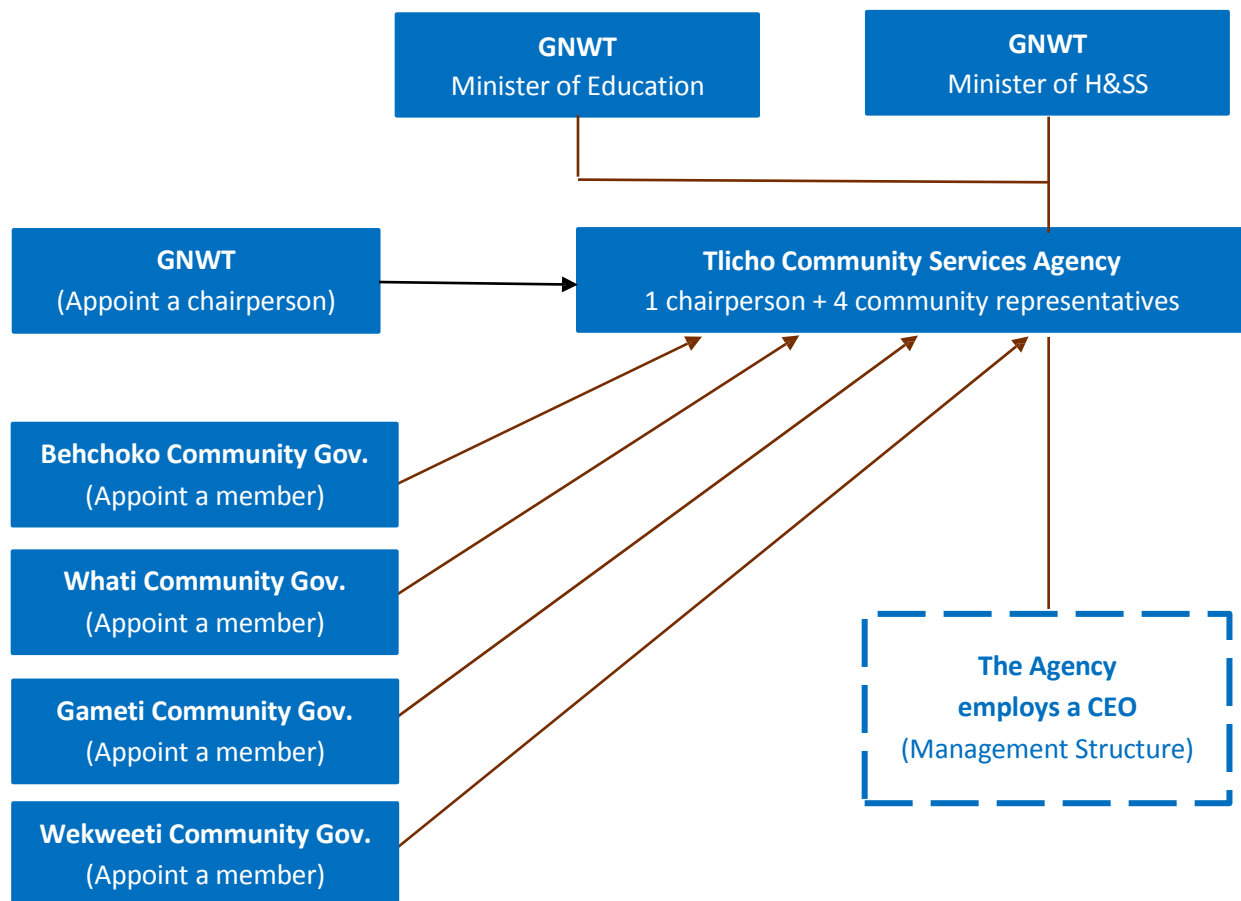 GNWT
Minister of Education
GNWT
Minister of H&SS
GNWT
(Appoint a chairperson)
Tlicho Community Services Agency
1 chairperson + 4 community representatives
Behchoko Community Gov.
(Appoint a member)
Whati Community Gov.
(Appoint a member)
Gameti Community Gov.
(Appoint a member)
Wekweeti Community Gov.
(Appoint a member)
The Agency
employs a CEO
(Management Structure)